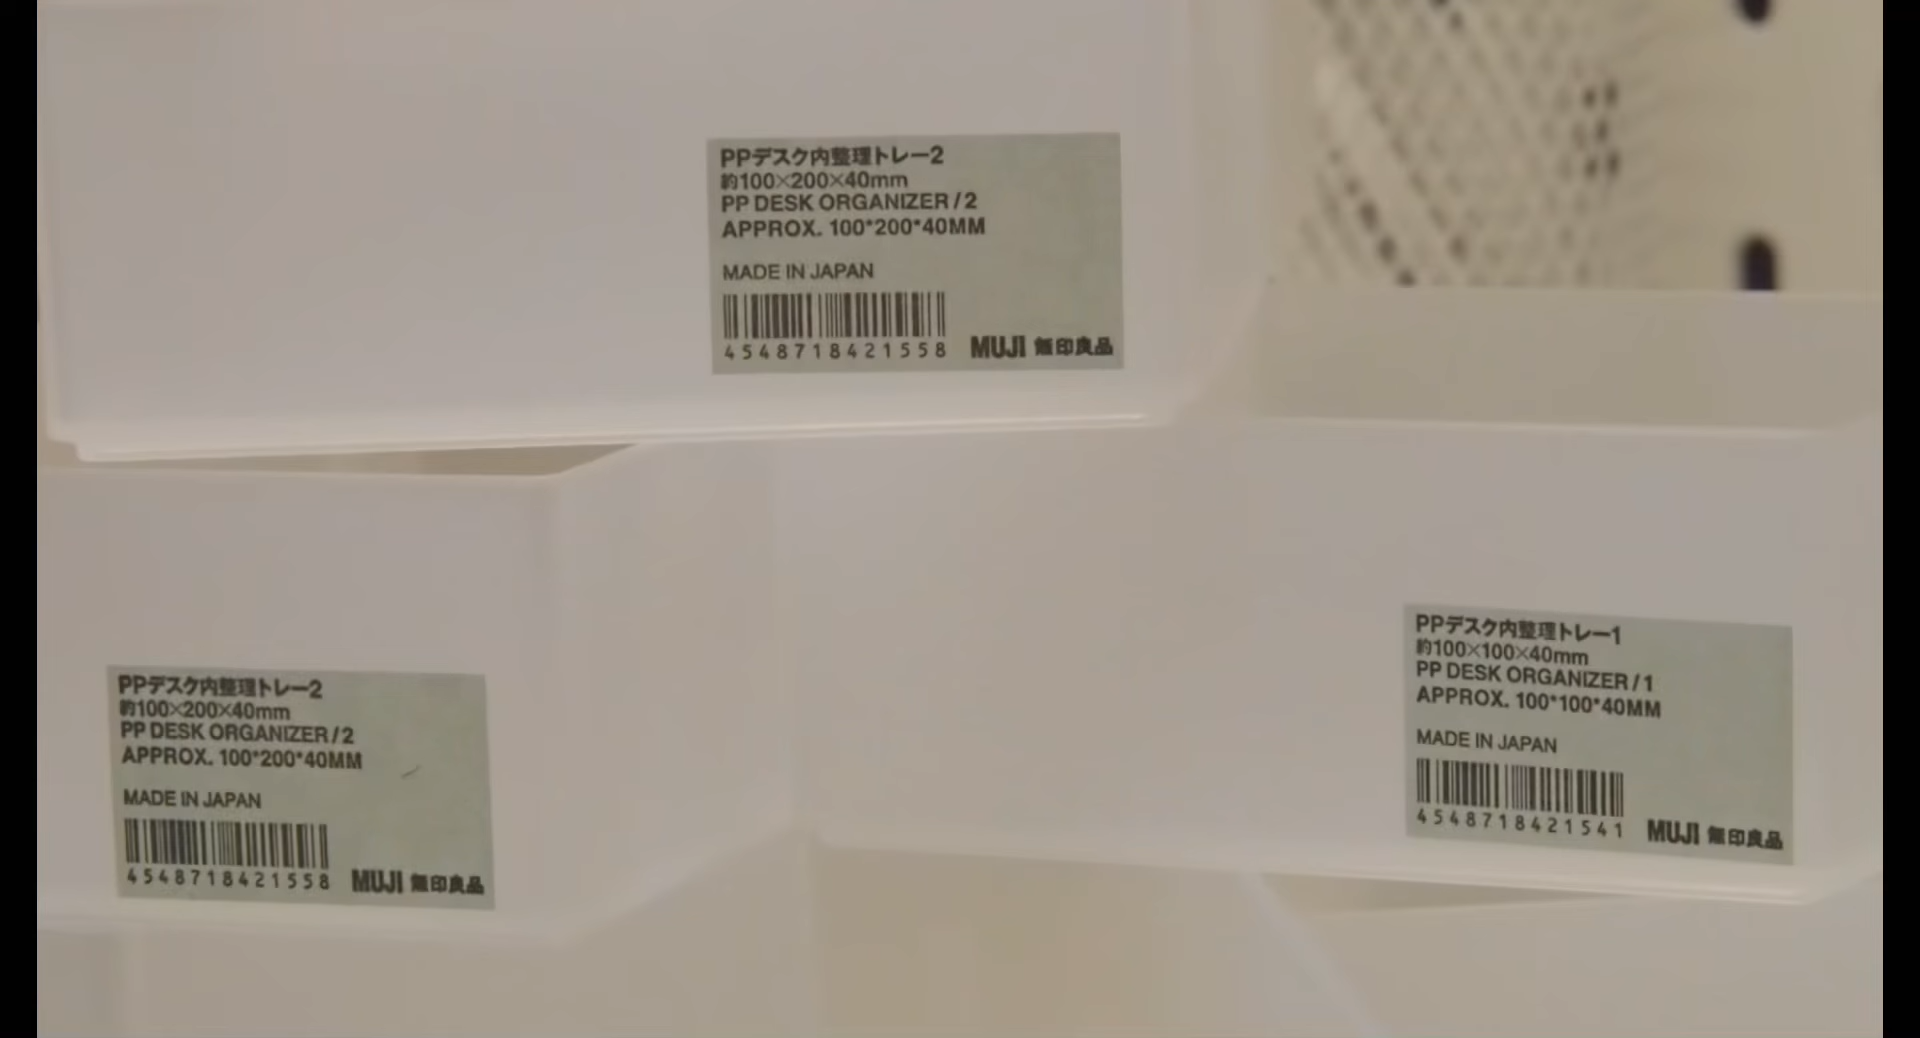 PPデスク内整理トレー2
約100×200×40mm
PP DESK ORGANIZER/2
APPROX. 100*200*40MM
MADE IN JAPAN
4548718421558
MUJI 無印良品
PPデスク内整理トレー2
約100×200×40mm
PP DESK ORGANIZER/2
APPROX. 100*200*40MM
MADE IN JAPAN
4548718421558
MUJI 無印良品
PPデスク内整理トレー1
約100×100×40mm
PP DESK ORGANIZER/1
APPROX. 100*100*40MM
MADE IN JAPAN
4548718421541
MUJI 無印良品